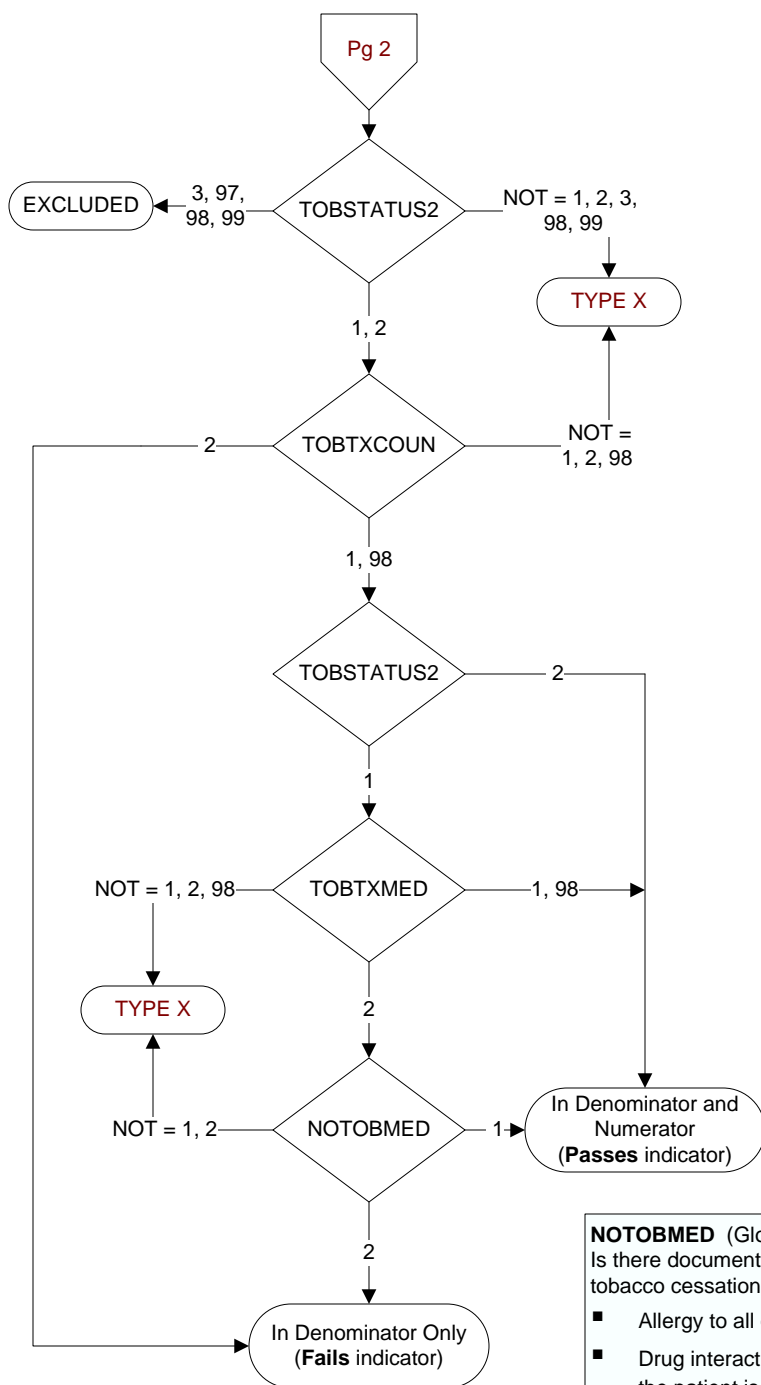 Pg 2
TOBSTATUS2
EXCLUDED
3, 97,
98, 99
NOT = 1, 2, 3,
98, 99
TYPE X
1, 2
TOBTXCOUN
2
NOT =
1, 2, 98
1, 98
TOBSTATUS2
2
1
TOBTXMED
NOT = 1, 2, 98
1, 98
TYPE X
2
NOTOBMED
NOT = 1, 2
1
In Denominator and
Numerator
(Passes indicator)
2
In Denominator Only
(Fails indicator)
NOTOBMED (Glo
Is there document
tobacco cessation
■ Allergy to all
■ Drug interact
the patient is